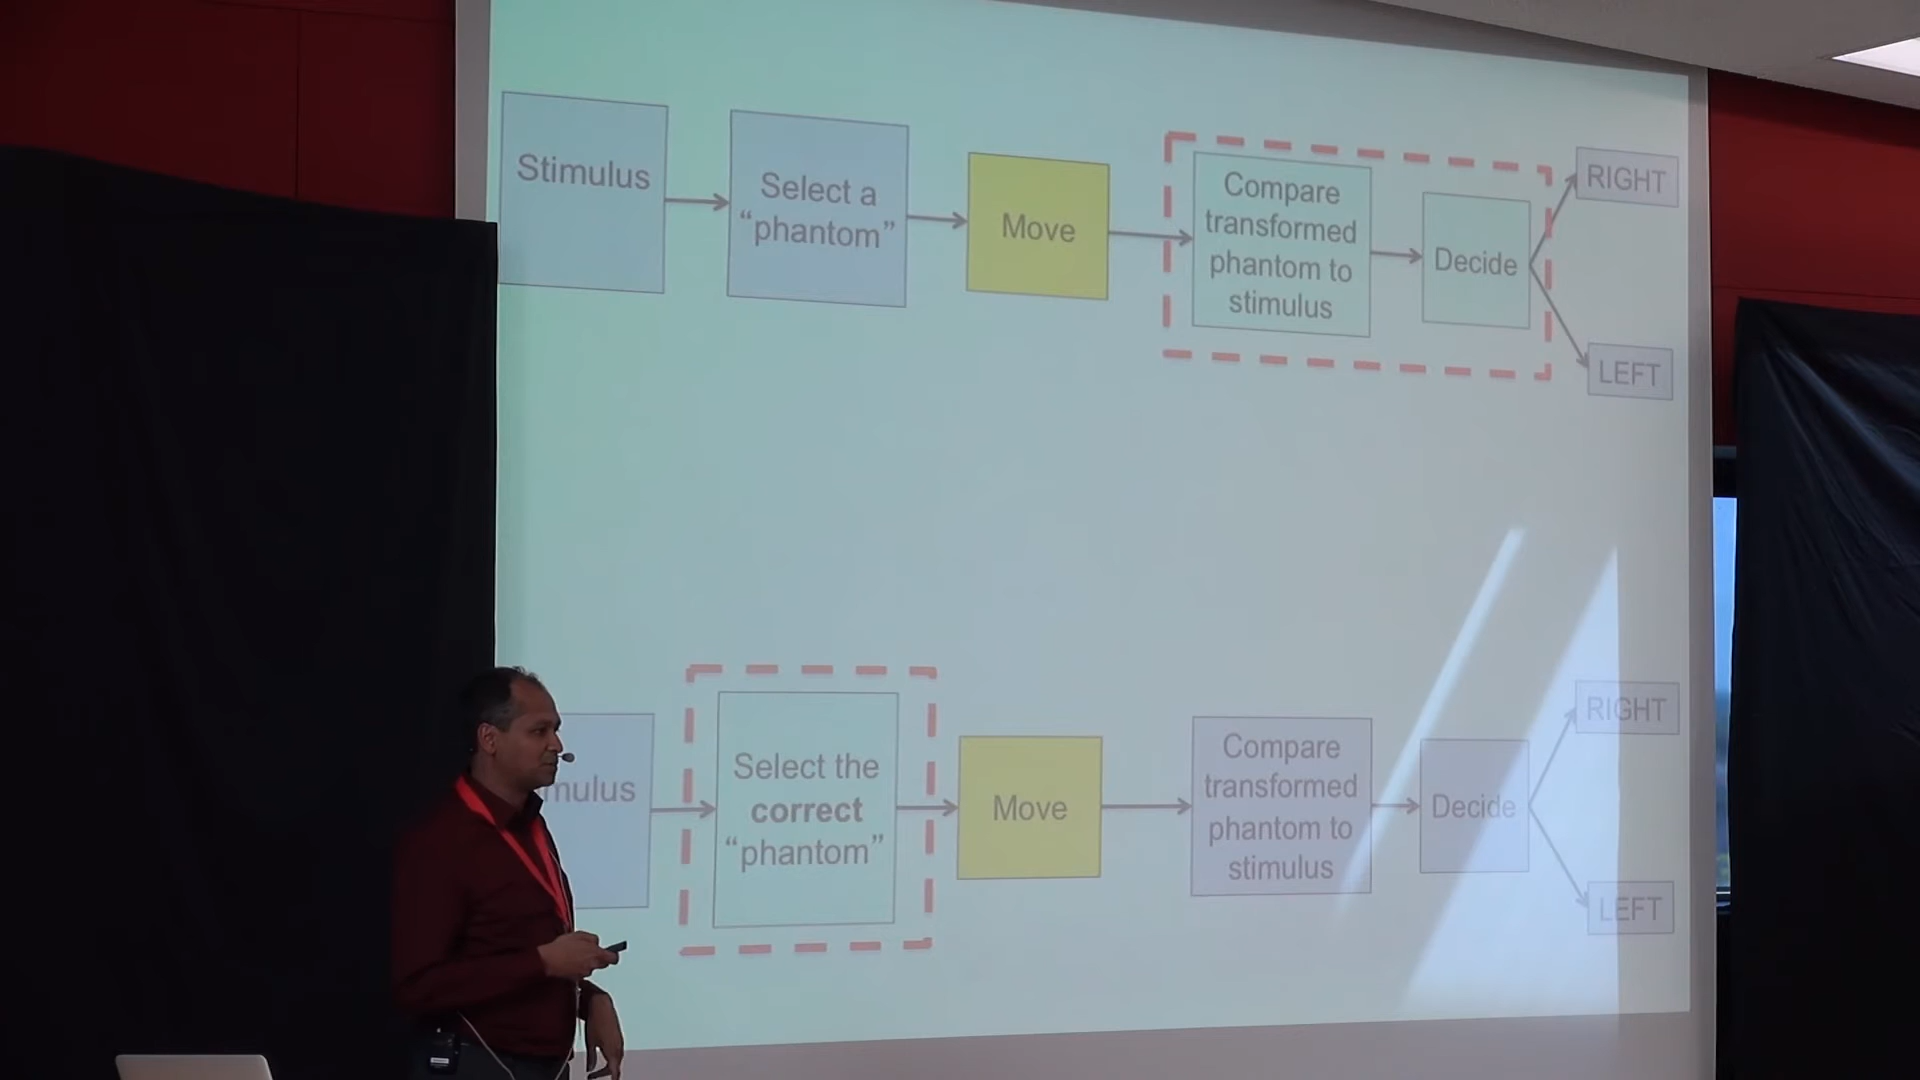 Stimulus
Select a
“phantom”
Move
Compare
transformed
phantom to
stimulus
Decide
RIGHT
LEFT
mulus
Select the
correct
“phantom”
Move
Compare
transformed
phantom to
stimulus
Decide
RIGHT
LEFT